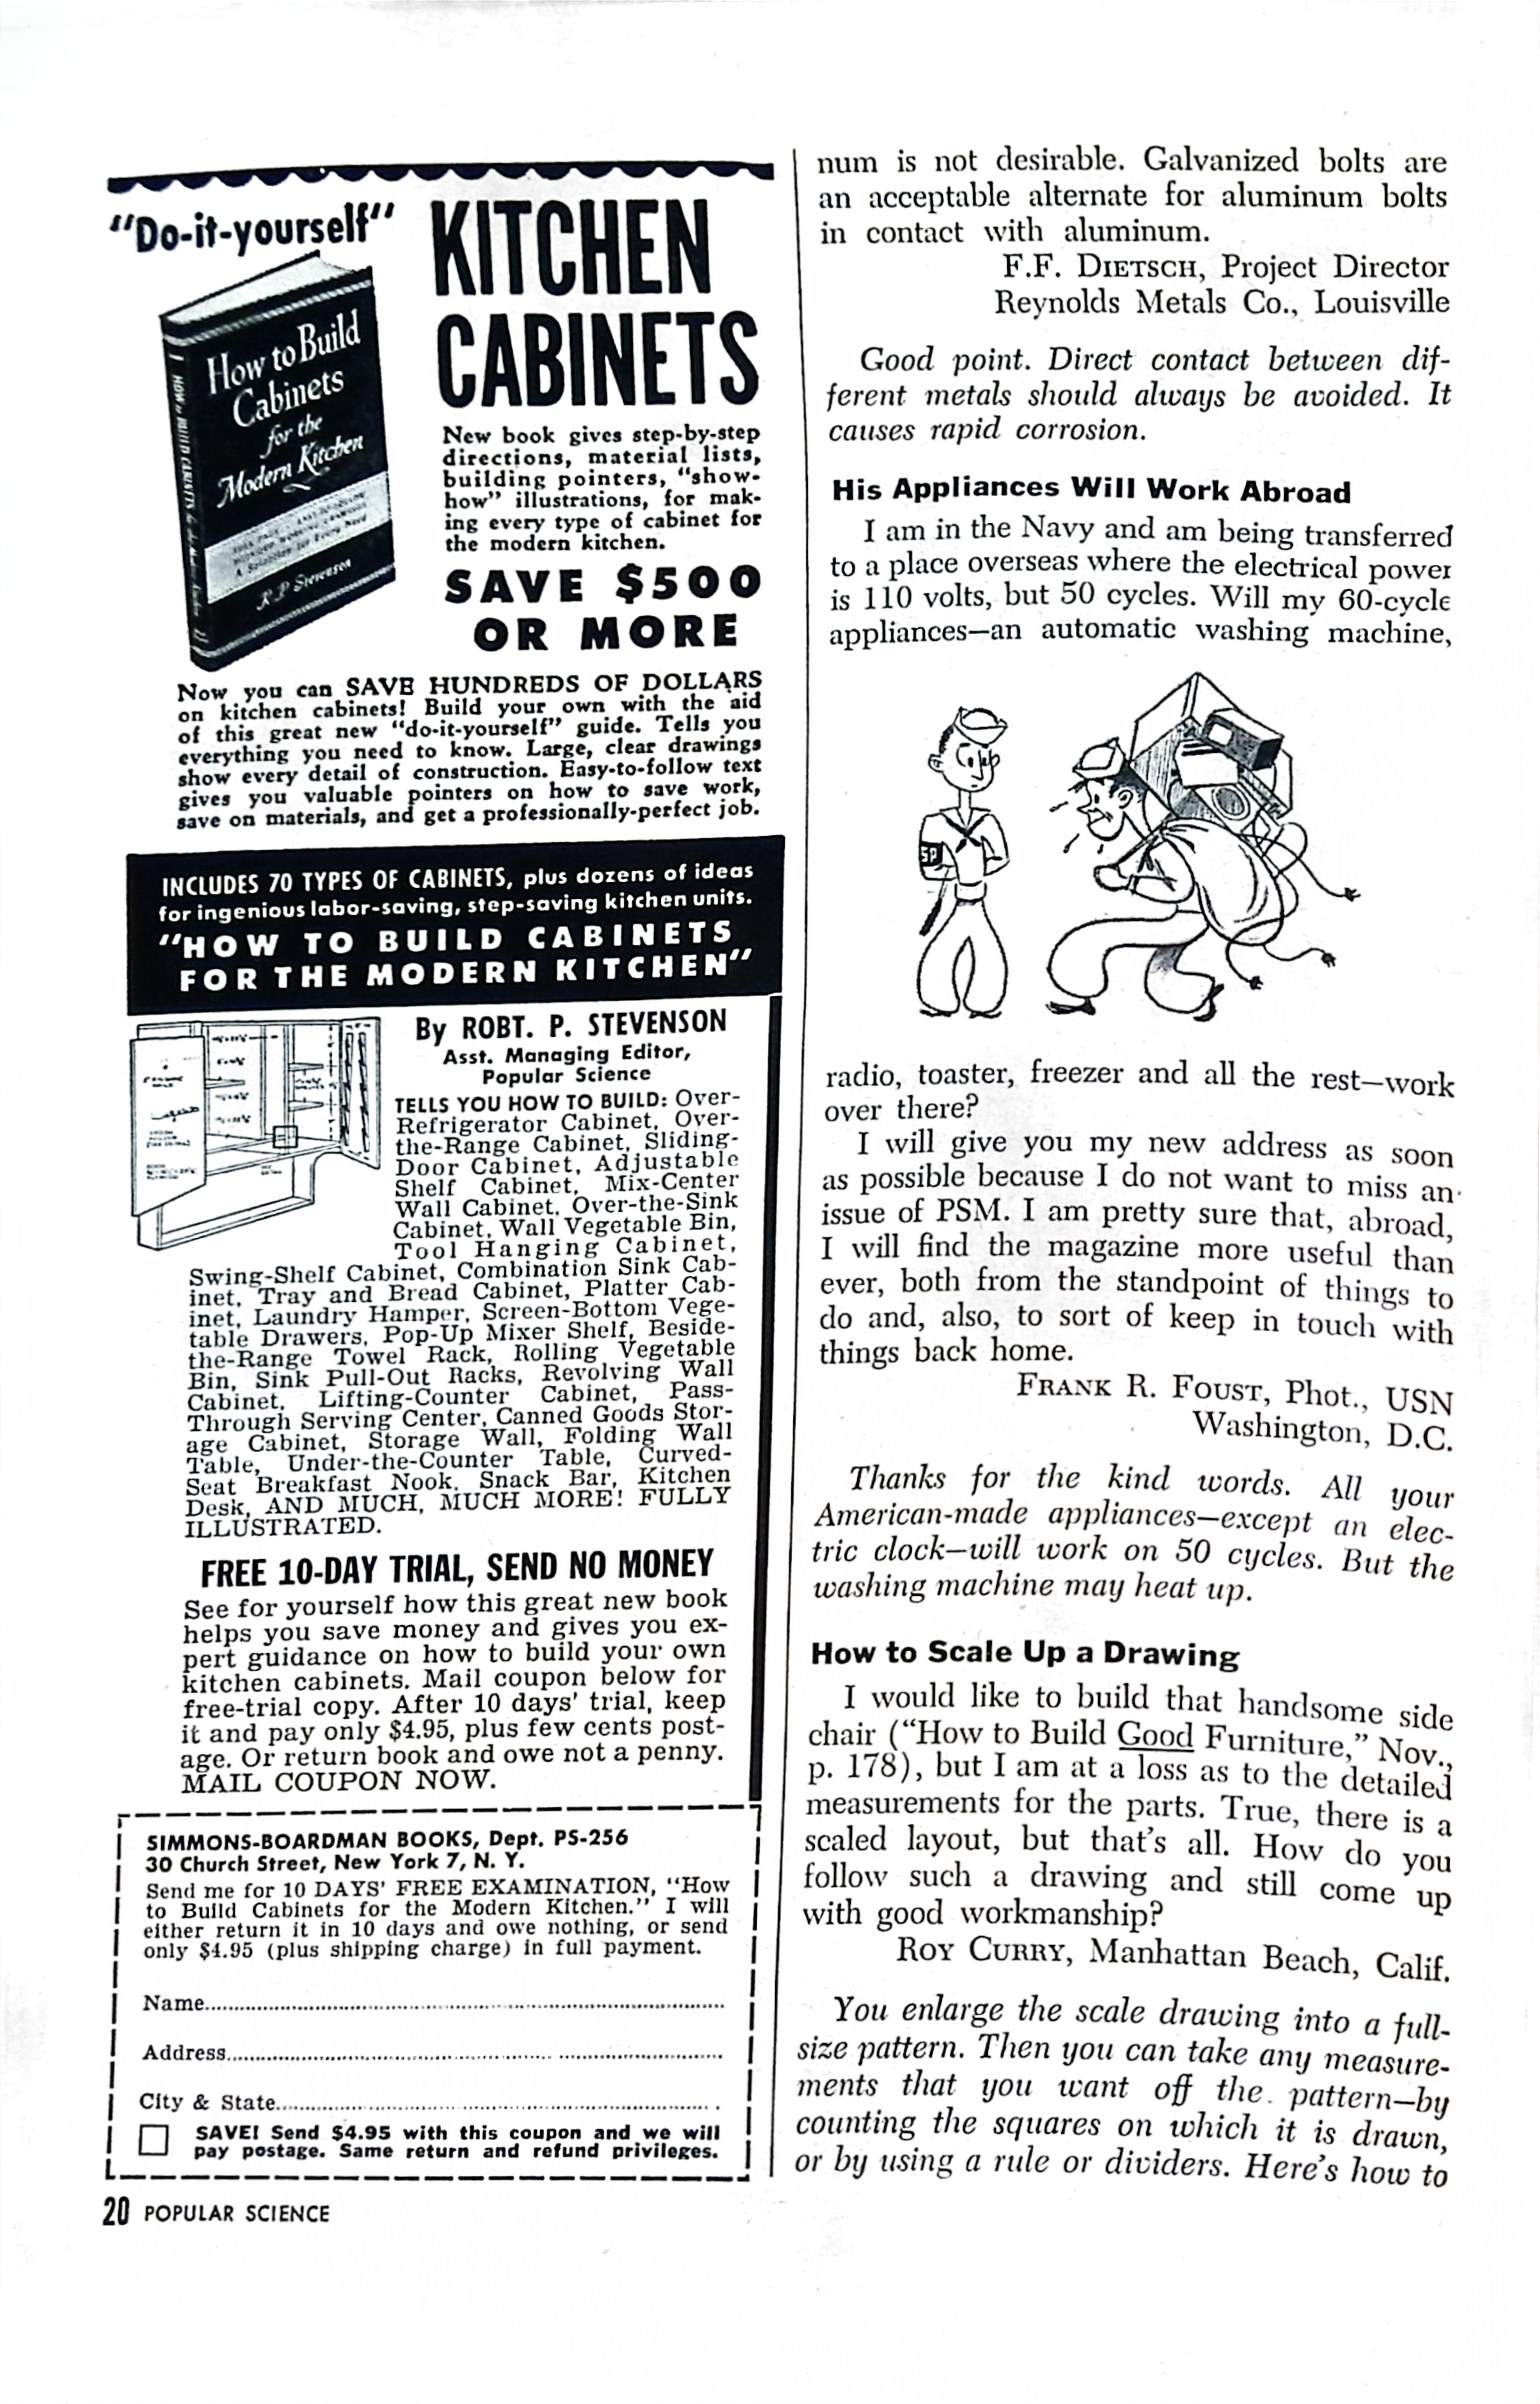 "Do-it-yourself"
KITCHEN
CABINETS
How to Build
Cabinets
for the
Modern Kitchen
R.P. Stevenson
New book gives step-by-step
directions, material lists,
building pointers, "show-
how" illustrations, for mak-
ing every type of cabinet for
the modern kitchen.
SAVE $500
OR MORE
Now you can SAVE HUNDREDS OF DOLLARS
on kitchen cabinets! Build your own with the aid
of this great new "do-it-yourself" guide. Tells you
everything you need to know. Large, clear drawings
show every detail of construction. Easy-to-follow text
gives you valuable pointers on how to save work,
save on materials, and get a professionally-perfect job.
INCLUDES 70 TYPES OF CABINETS, plus dozens of ideas
for ingenious labor-saving, step-saving kitchen units.
"HOW TO BUILD CABINETS
FOR THE MODERN KITCHEN"
By ROBT. P. STEVENSON
Asst. Managing Editor,
Popular Science
TELLS YOU HOW TO BUILD: Over-
Refrigerator Cabinet, Over-
the-Range Cabinet, Sliding-
Door Cabinet, Adjustable
Shelf Cabinet, Mix-Center
Wall Cabinet, Over-the-Sink
Cabinet, Wall Vegetable Bin,
Tool Hanging Cabinet,
Swing-Shelf Cabinet, Combination Sink Cab-
inet, Tray and Bread Cabinet, Platter Cab-
inet, Laundry Hamper, Screen-Bottom Vege-
table Drawers, Pop-Up Mixer Shelf, Beside-
the-Range Towel Rack, Rolling Vegetable
Bin, Sink Pull-Out Racks, Revolving Wall
Cabinet, Lifting-Counter Cabinet, Pass-
Through Serving Center, Canned Goods Stor-
age Cabinet, Storage Wall, Folding Wall
Table, Under-the-Counter Table, Curved-
Seat Breakfast Nook, Snack Bar, Kitchen
Desk, AND MUCH, MUCH MORE! FULLY
ILLUSTRATED.
FREE 10-DAY TRIAL, SEND NO MONEY
See for yourself how this great new book
helps you save money and gives you ex-
pert guidance on how to build your own
kitchen cabinets. Mail coupon below for
free-trial copy. After 10 days' trial, keep
it and pay only $4.95, plus few cents post-
age. Or return book and owe not a penny.
MAIL COUPON NOW.
SIMMONS-BOARDMAN BOOKS, Dept. PS-256
30 Church Street, New York 7, N. Y.
Send me for 10 DAYS' FREE EXAMINATION, "How
to Build Cabinets for the Modern Kitchen." I will
either return it in 10 days and owe nothing, or send
only $4.95 (plus shipping charge) in full payment.
Name
Address
City & State
SAVE! Send $4.95 with this coupon and we will
pay postage. Same return and refund privileges.
20 POPULAR SCIENCE
num is not desirable. Galvanized bolts are
an acceptable alternate for aluminum bolts
in contact with aluminum.
F.F. DIETSCH, Project Director
Reynolds Metals Co., Louisville
Good point. Direct contact between dif-
ferent metals should always be avoided. It
causes rapid corrosion.
His Appliances Will Work Abroad
I am in the Navy and am being transferred
to a place overseas where the electrical power
is 110 volts, but 50 cycles. Will my 60-cycle
appliances—an automatic washing machine,
SP
radio, toaster, freezer and all the rest—work
over there?
I will give you my new address as soon
as possible because I do not want to miss an
issue of PSM. I am pretty sure that, abroad,
I will find the magazine more useful than
ever, both from the standpoint of things to
do and, also, to sort of keep in touch with
things back home.
FRANK R. FOUST, Phot., USN
Washington, D.C.
Thanks for the kind words. All your
American-made appliances—except an elec-
tric clock—will work on 50 cycles. But the
washing machine may heat up.
How to Scale Up a Drawing
I would like to build that handsome side
chair ("How to Build Good Furniture," Nov.,
p. 178), but I am at a loss as to the detailed
measurements for the parts. True, there is a
scaled layout, but that's all. How do you
follow such a drawing and still come up
with good workmanship?
ROY CURRY, Manhattan Beach, Calif.
You enlarge the scale drawing into a full-
size pattern. Then you can take any measure-
ments that you want off the pattern—by
counting the squares on which it is drawn,
or by using a rule or dividers. Here's how to